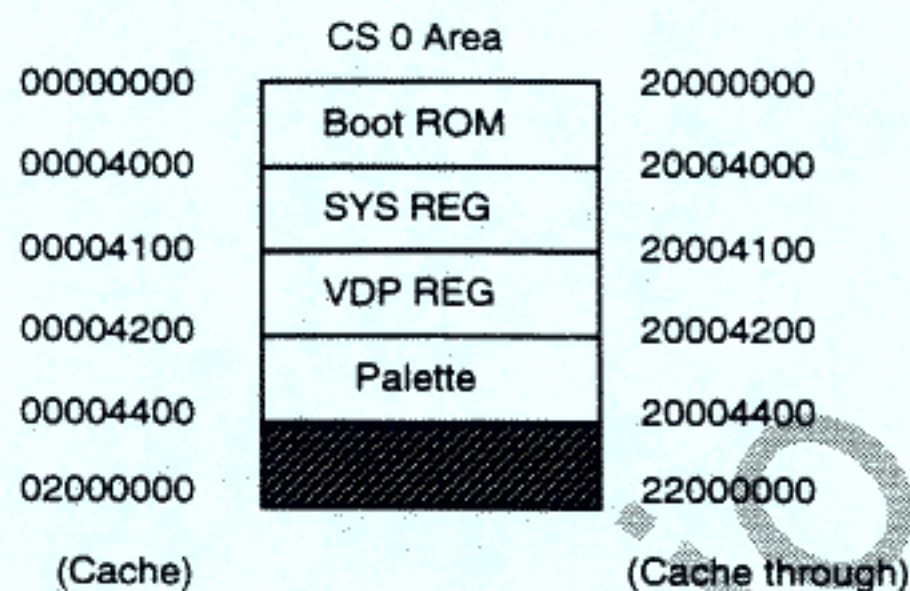 CS 0 Area
00000000 20000000
Boot ROM
00004000 20004000
SYS REG
00004100 20004100
VDP REG
00004200 20004200
Palette
00004400 20004400
02000000 22000000
(Cache) (Cache through)